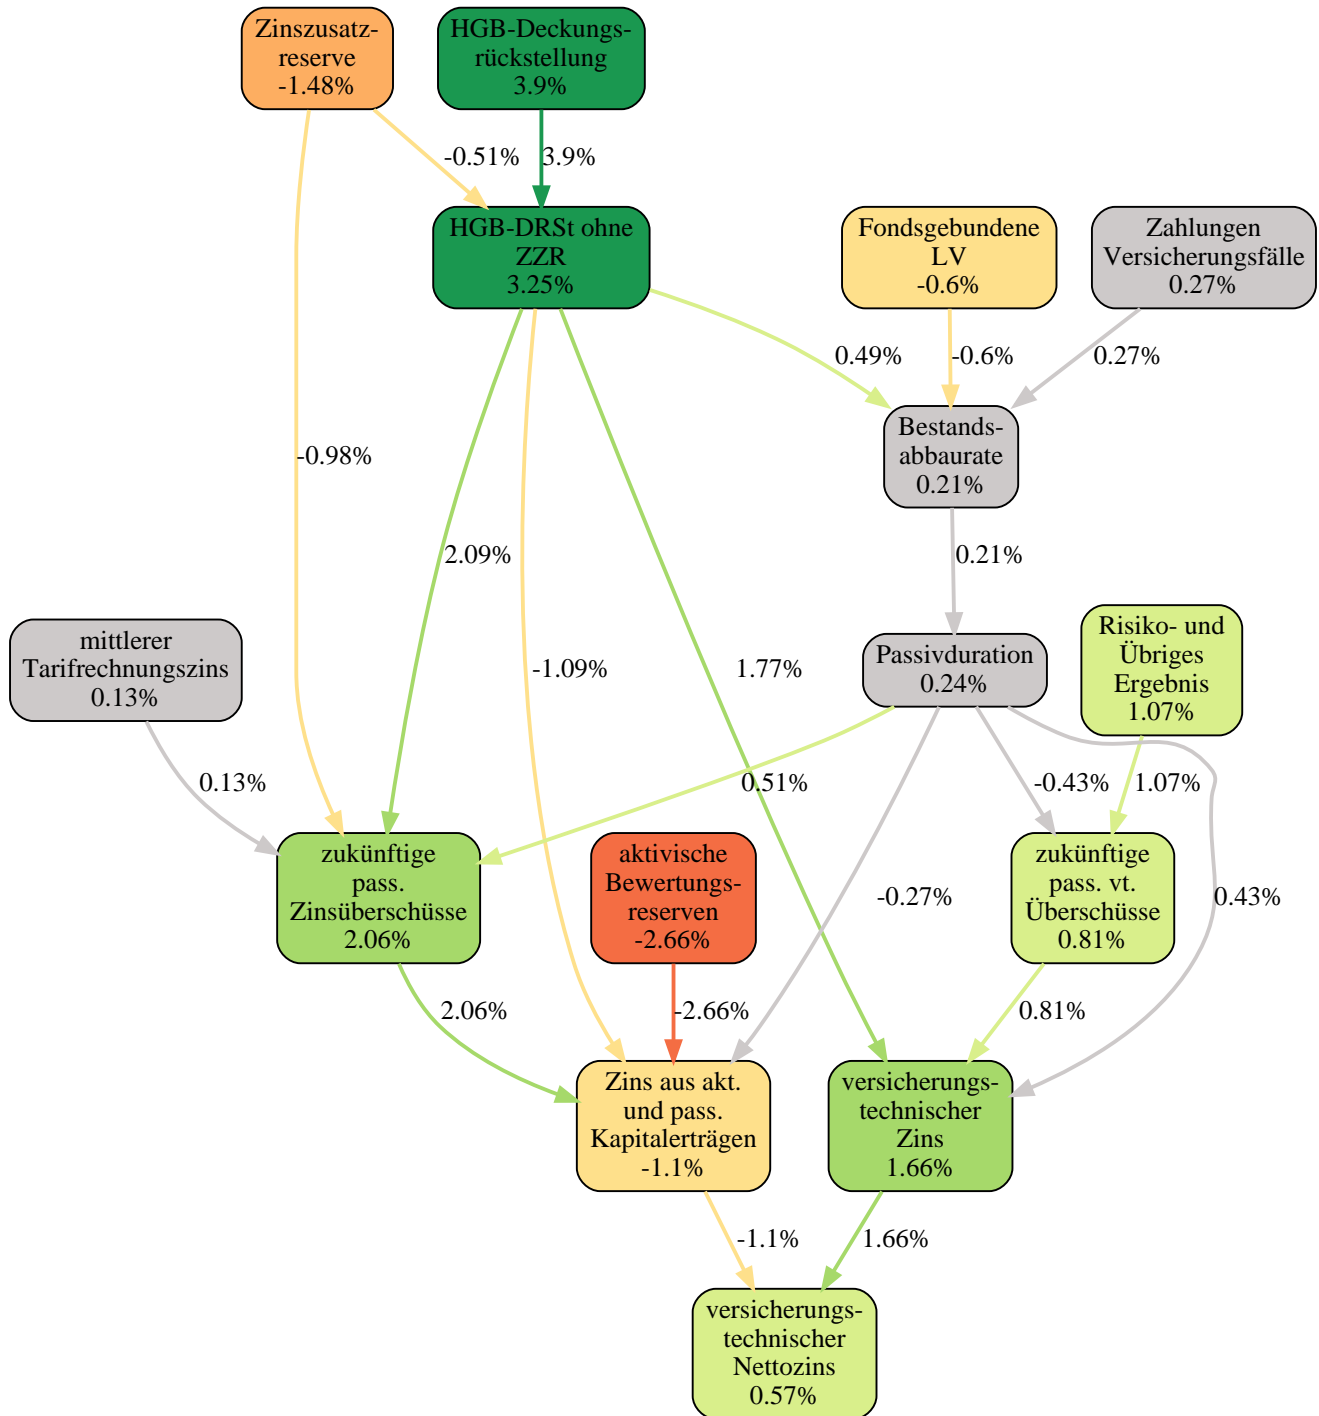 Zinszusatz-
reserve
-1.48%
HGB-Deckungs-
rückstellung
3.9%
-0.51%
3.9%
HGB-DRSt ohne
ZZR
3.25%
Fondsgebundene
LV
-0.6%
Zahlungen
Versicherungsfälle
0.27%
0.49%
-0.6%
0.27%
Bestands-
abbaurate
0.21%
-0.98%
2.09%
0.21%
mittlerer
Tarifrechnungszins
0.13%
-1.09%
1.77%
Passivduration
0.24%
Risiko- und
Übriges
Ergebnis
1.07%
0.13%
0.51%
-0.43%
1.07%
zukünftige
pass.
Zinsüberschüsse
2.06%
aktivische
Bewertungs-
reserven
-2.66%
-0.27%
zukünftige
pass. vt.
Überschüsse
0.81%
0.43%
2.06%
-2.66%
0.81%
Zins aus akt.
und pass.
Kapitalerträgen
-1.1%
versicherungs-
technischer
Zins
1.66%
-1.1%
1.66%
versicherungs-
technischer
Nettozins
0.57%